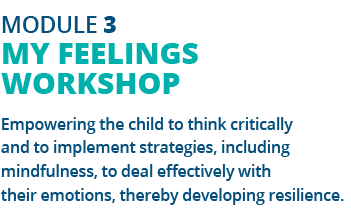 MODULE 3
MY FEELINGS
WORKSHOP
Empowering the child to think critically
and to implement strategies, including
mindfulness, to deal effectively with
their emotions, thereby developing resilience.